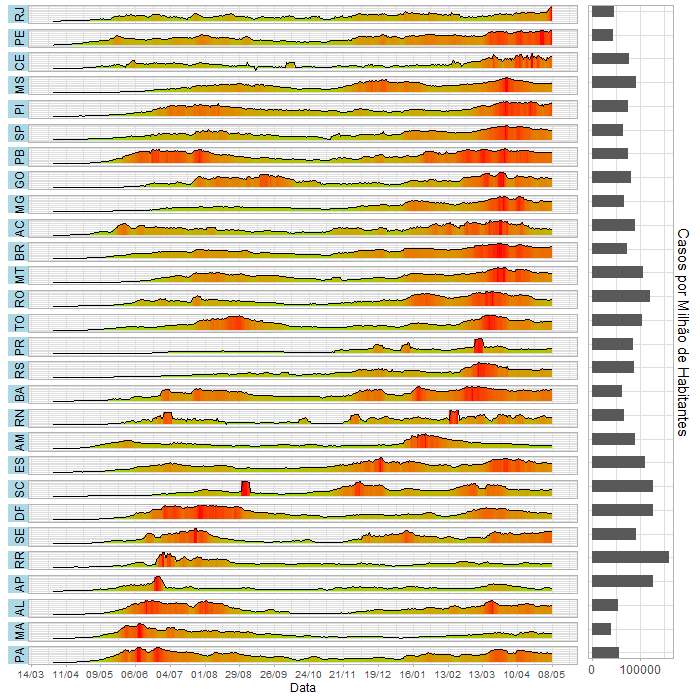 RJ
PE
CE
MS
PI
SP
PB
GO
MG
AC
BR
MT
RO
TO
PR
RS
BA
RN
AM
ES
SC
DF
SE
RR
AP
AL
MA
PA
14/03 11/04 09/05 06/06 04/07 01/08 29/08 26/09 24/10 21/11 19/12 16/01 13/02 13/03 10/04 08/05
Data
0 100000
Casos por Milhão de Habitantes